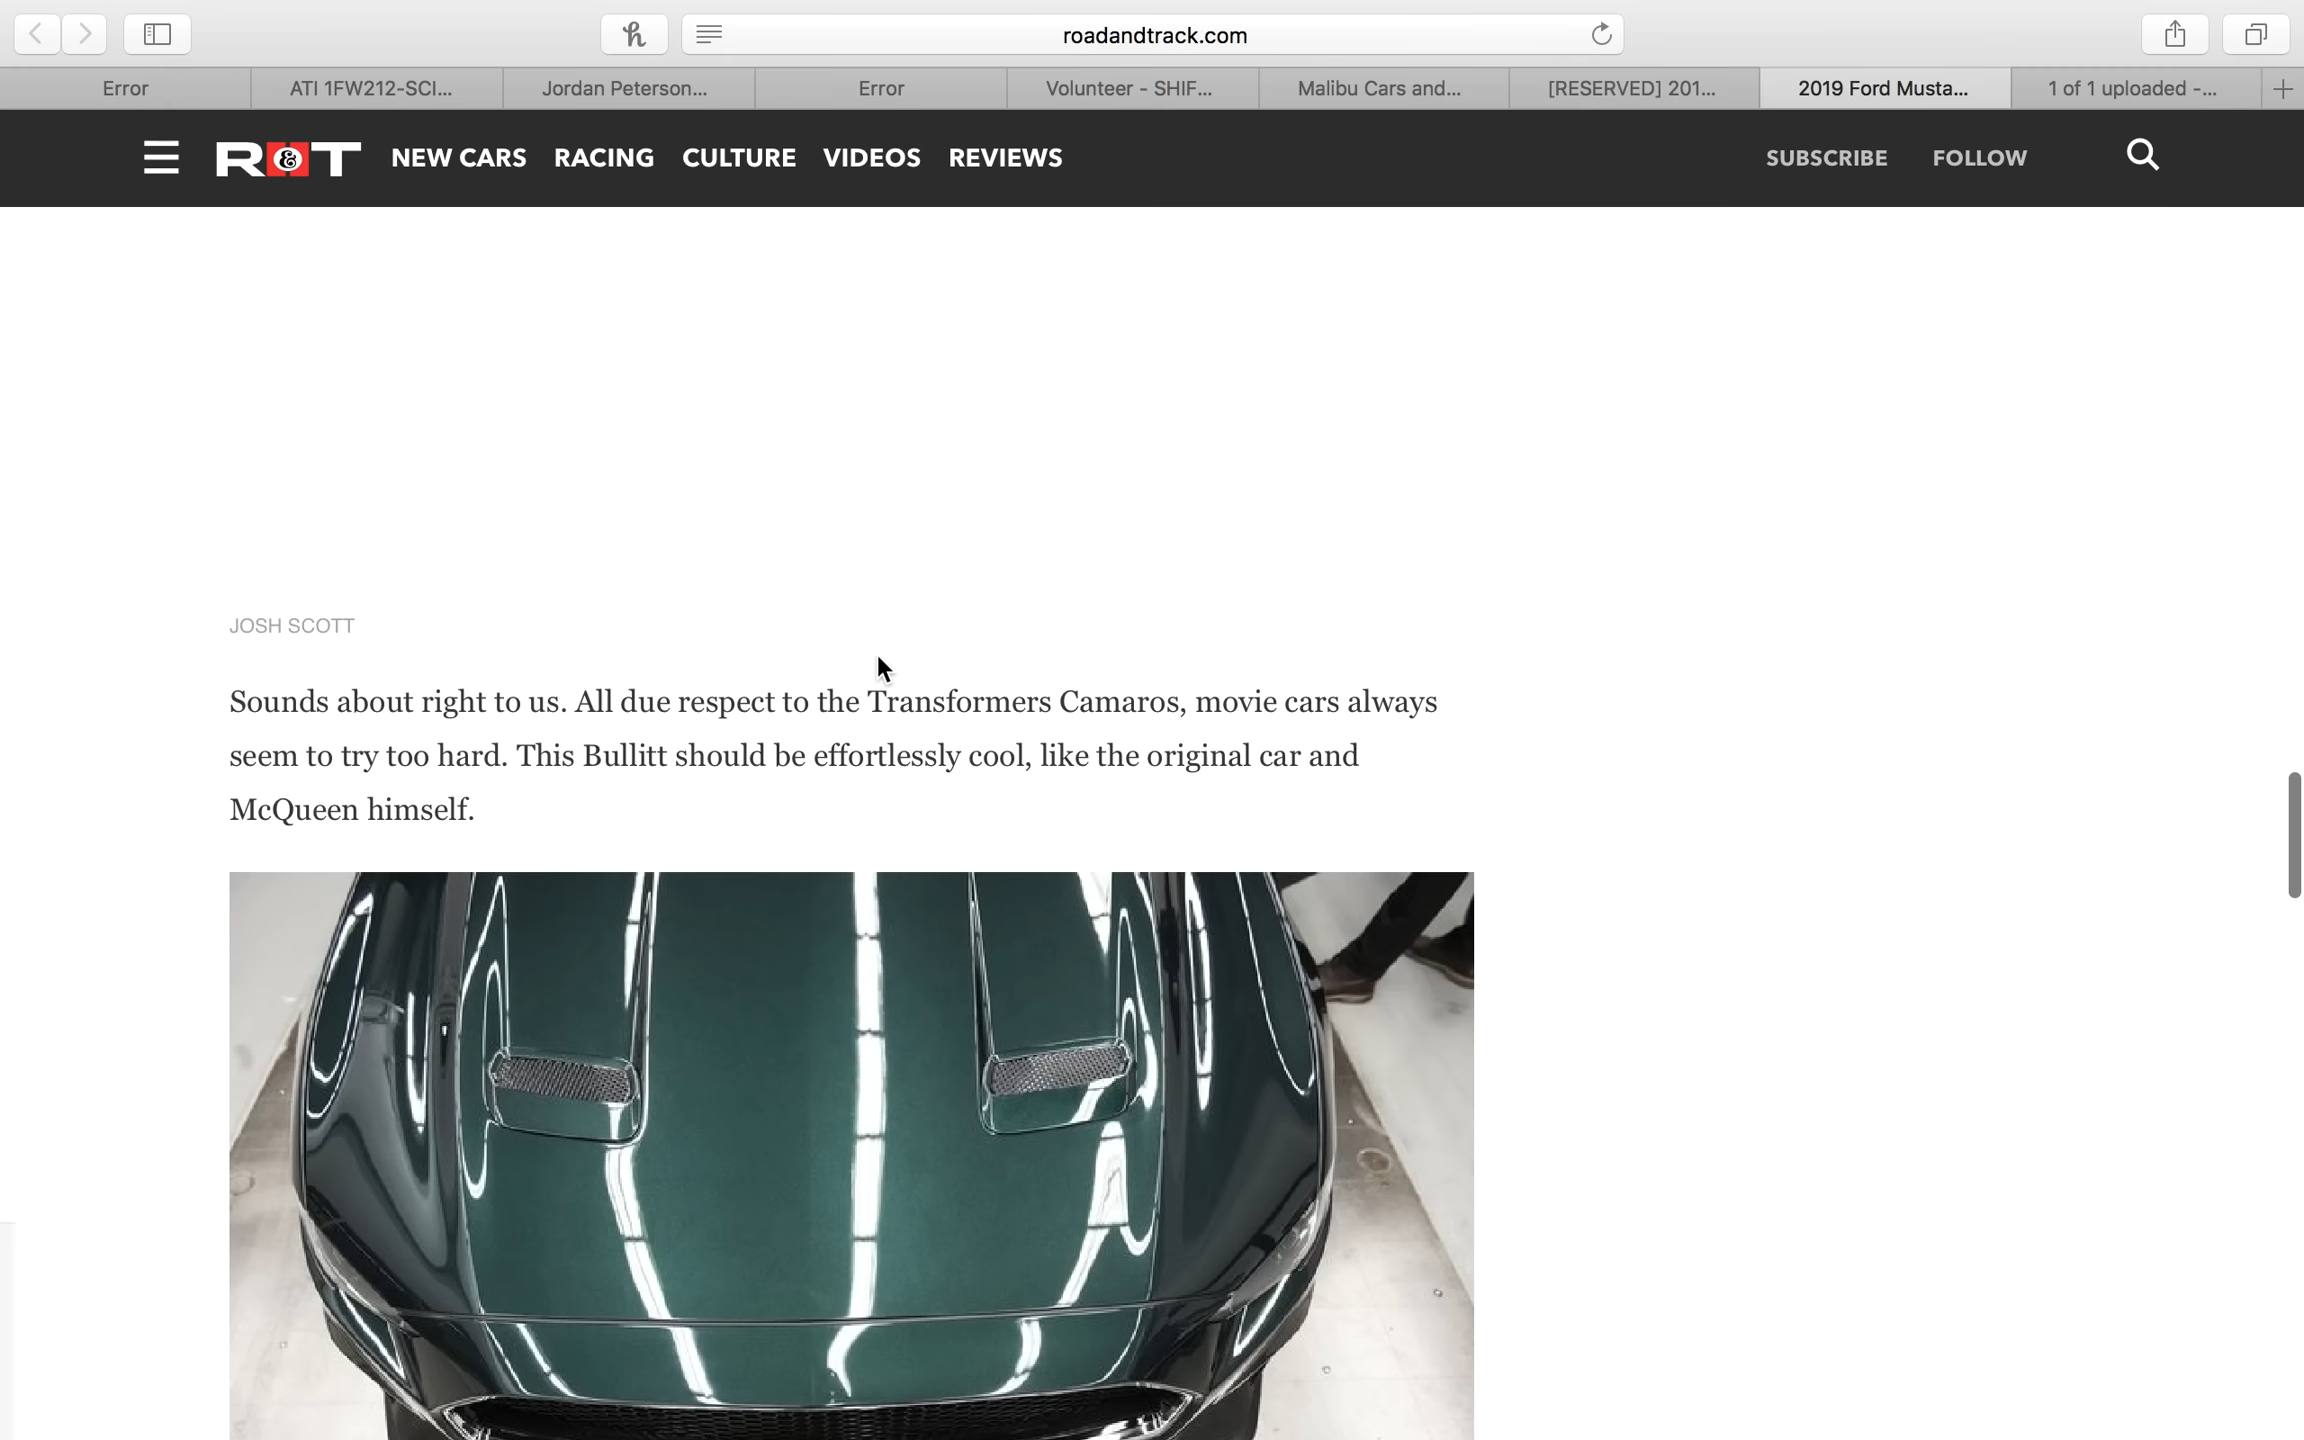 roadandtrack.com
Error
ATI 1FW212-SCI...
Jordan Peterson...
Error
Volunteer - SHIF...
Malibu Cars and...
[RESERVED] 201...
2019 Ford Musta...
1 of 1 uploaded -...
R&T
NEW CARS
RACING
CULTURE
VIDEOS
REVIEWS
SUBSCRIBE
FOLLOW
JOSH SCOTT
Sounds about right to us. All due respect to the Transformers Camaros, movie cars always
seem to try too hard. This Bullitt should be effortlessly cool, like the original car and
McQueen himself.